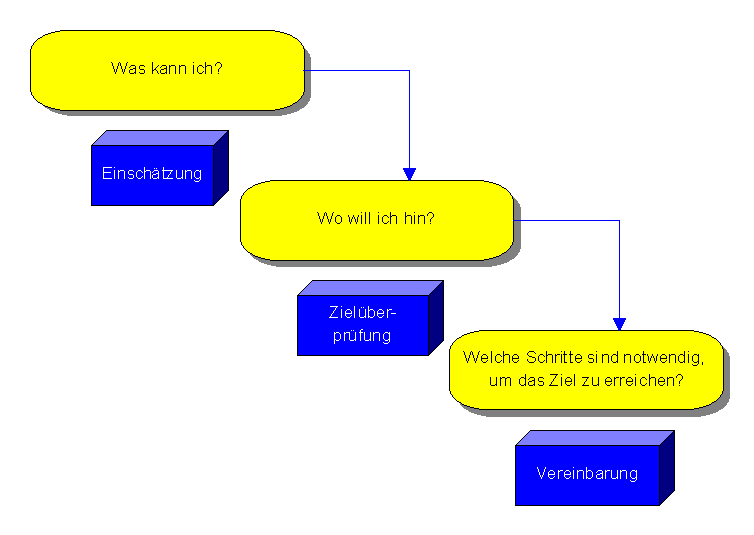 Was kann ich?
Einschätzung
Wo will ich hin?
Zielüber-
prüfung
Welche Schritte sind notwendig,
um das Ziel zu erreichen?
Vereinbarung